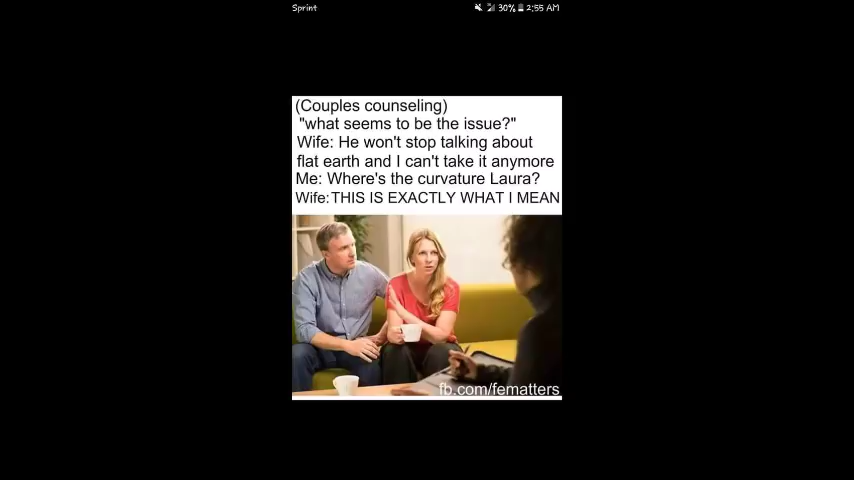 Sprint 30% 2:55 AM
(Couples counseling)
"what seems to be the issue?"
Wife: He won't stop talking about
flat earth and I can't take it anymore
Me: Where's the curvature Laura?
Wife:THIS IS EXACTLY WHAT I MEAN
fb.com/fematters